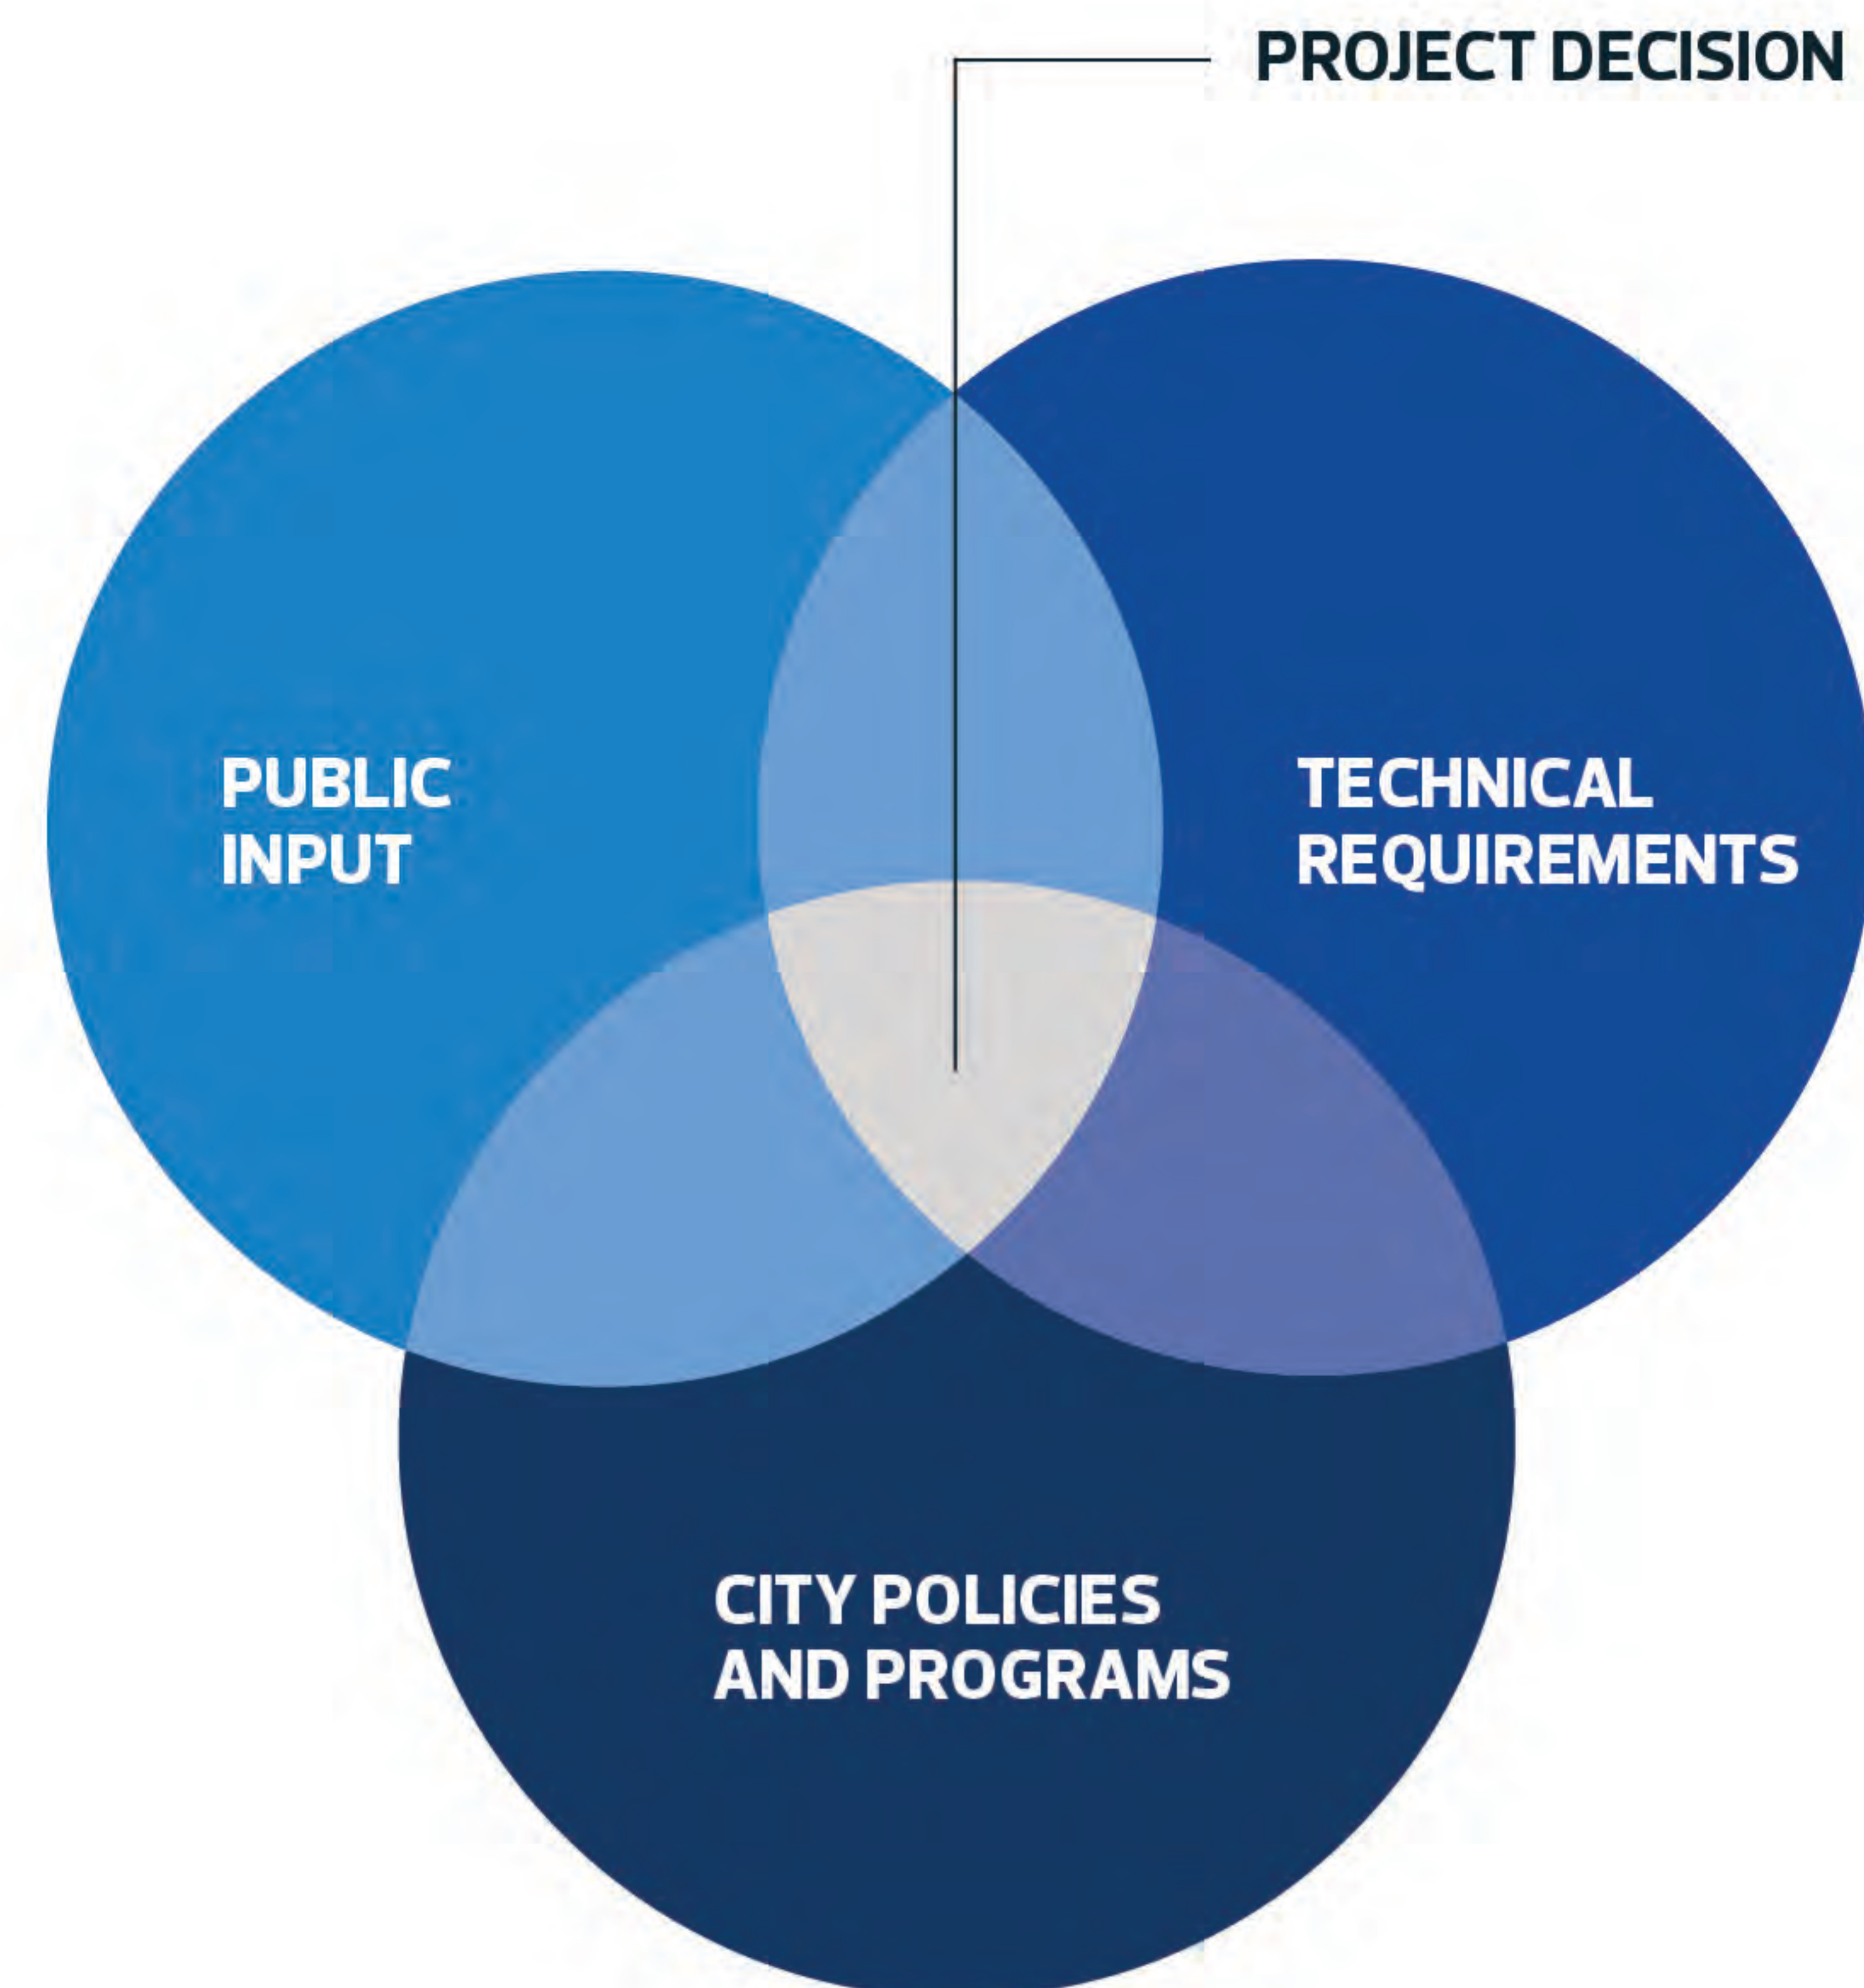 PROJECT DECISION
PUBLIC
INPUT
TECHNICAL
REQUIREMENTS
CITY POLICIES
AND PROGRAMS